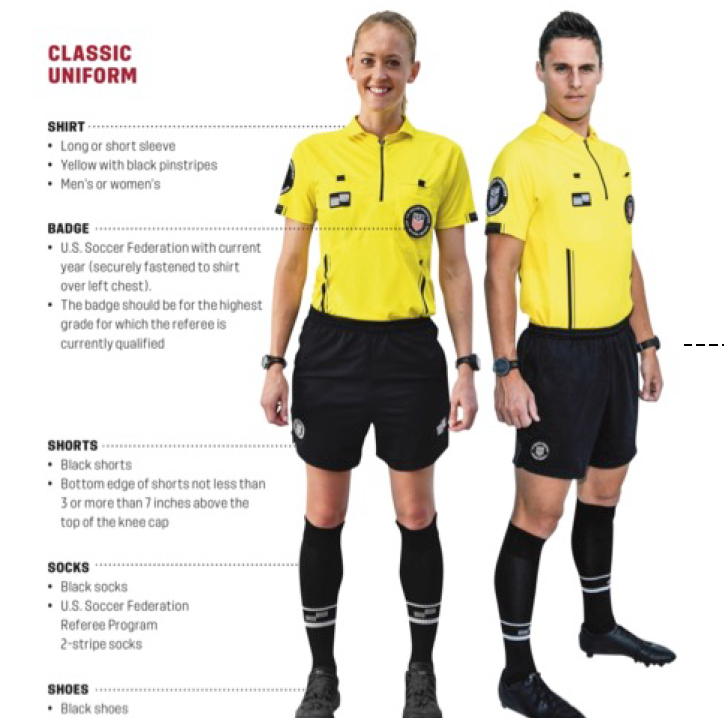 CLASSIC
UNIFORM
SHIRT
• Long or short sleeve
• Yellow with black pinstripes
• Men's or women's
BADGE
• U.S. Soccer Federation with current
year (securely fastened to shirt
over left chest).
• The badge should be for the highest
grade for which the referee is
currently qualified
SHORTS
• Black shorts
• Bottom edge of shorts not less than
3 or more than 7 inches above the
top of the knee cap
SOCKS
• Black socks
• U.S. Soccer Federation
Referee Program
2-stripe socks
SHOES
• Black shoes